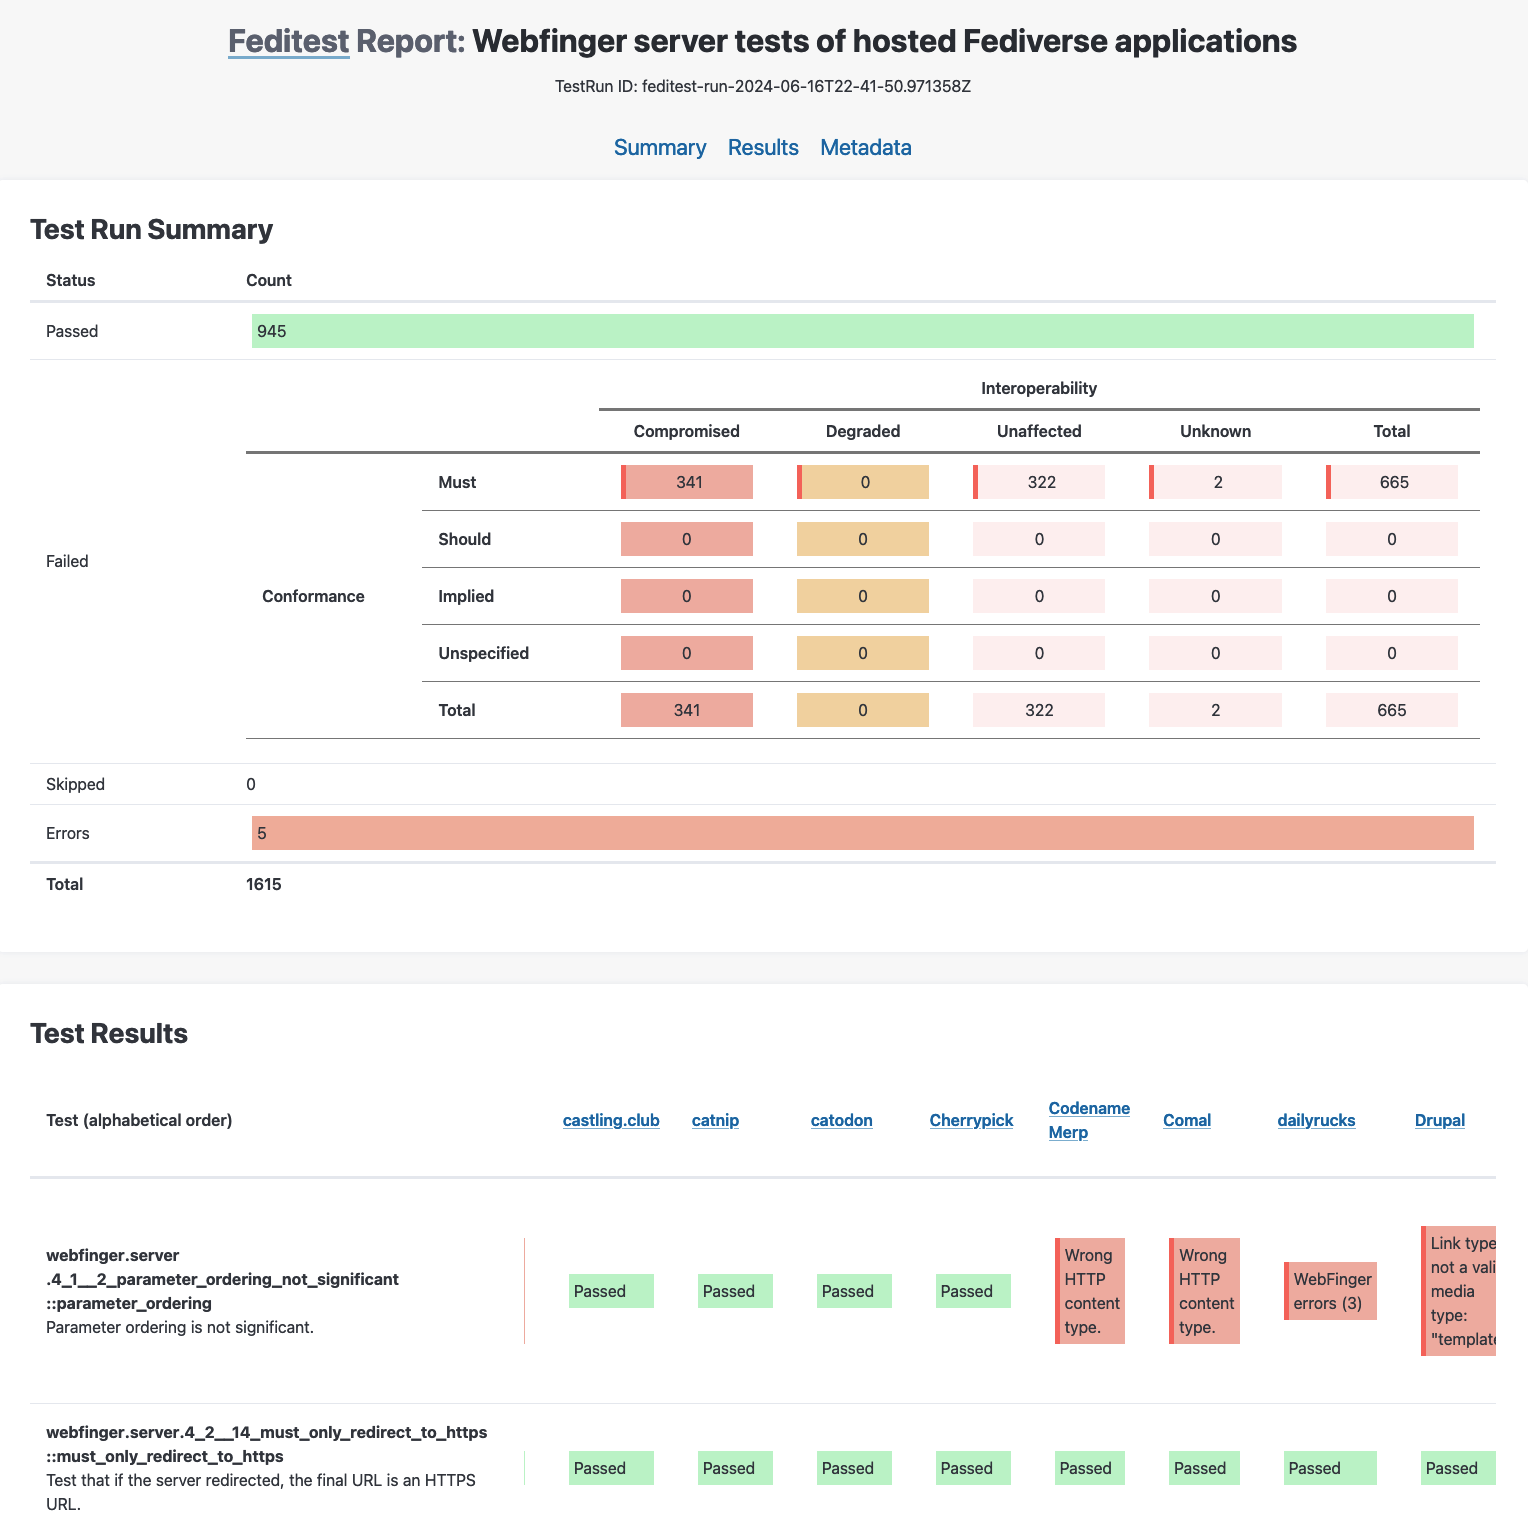 Feditest Report: Webfinger server tests of hosted Fediverse applications
TestRun ID: feditest-run-2024-06-16T22-41-50.971358Z
Summary Results Metadata
Test Run Summary
Status Count
Passed 945
Interoperability
Compromised Degraded Unaffected Unknown Total
Must 341 0 322 2 665
Should 0 0 0 0 0
Failed
Conformance Implied 0 0 0 0 0
Unspecified 0 0 0 0 0
Total 341 0 322 2 665
Skipped 0
Errors 5
Total 1615
Test Results
Test (alphabetical order) castling.club catnip catodon Cherrypick Codename Merp Comal dailyrucks Drupal
webfinger.server
.4_1__2_parameter_ordering_not_significant
::parameter_ordering
Parameter ordering is not significant.
Passed Passed Passed Passed
Wrong
HTTP
content
type.
Wrong
HTTP
content
type.
WebFinger
errors (3)
Link type
not a vali
media
type:
"template
webfinger.server.4_2__14_must_only_redirect_to_https
::must_only_redirect_to_https
Test that if the server redirected, the final URL is an HTTPS
URL.
Passed Passed Passed Passed Passed Passed Passed Passed